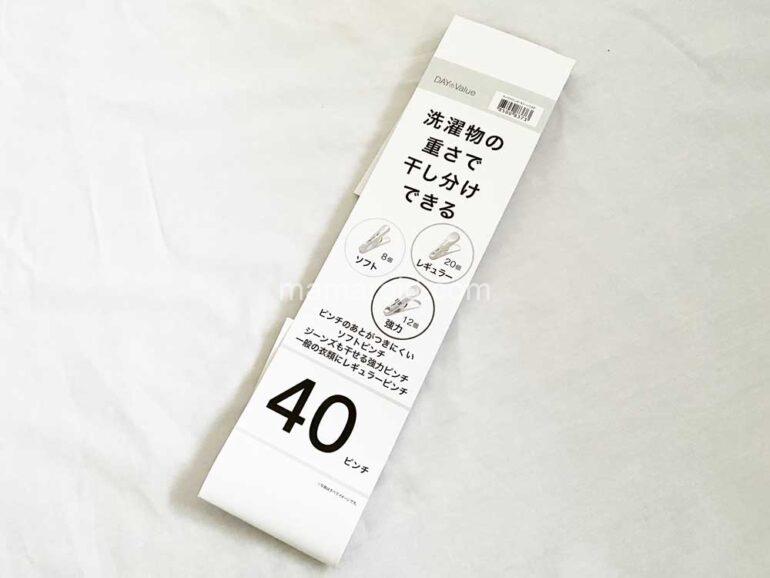 DAY & Value
洗濯物の
重さで
干し分け
できる
8個
ソフト
20個
レギュラー
12個
強力
ピンチのあとがつきにくい
ソフトピンチ
ジーンズも干せる強力ピンチ
一般の衣類にレギュラーピンチ
40
ピンチ